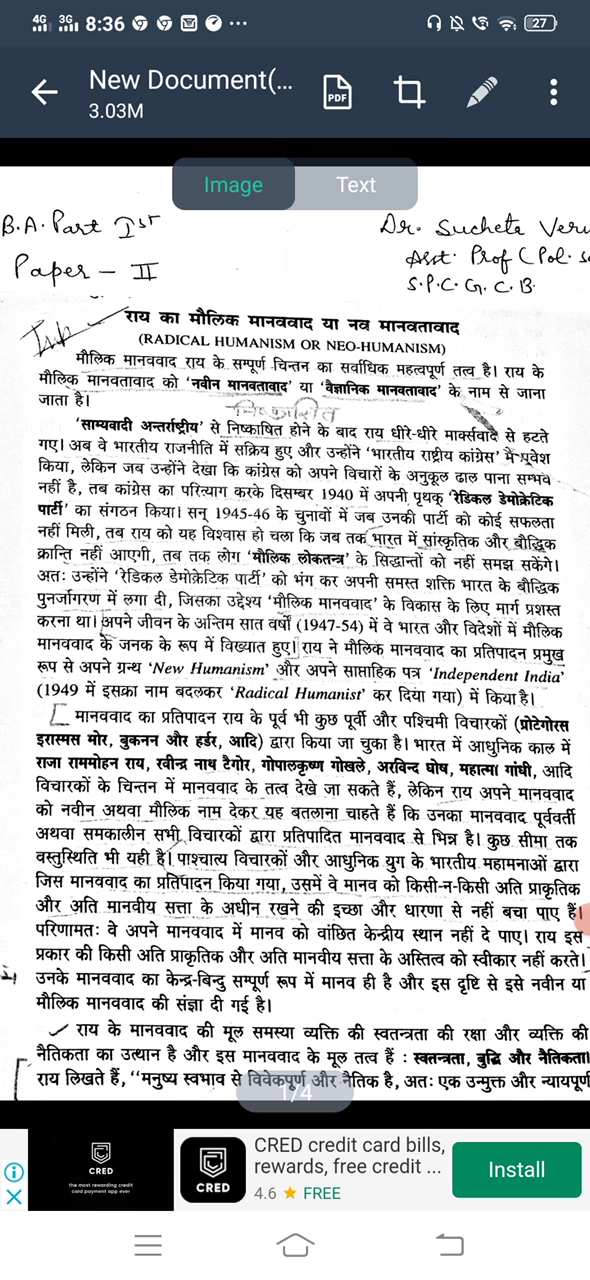 4G 3G 8:36 27
New Document(...
3.03M
PDF
Image Text
B.A. Part Ist
Paper - II
Dr. Sucheta Veru
Asst. Prof (Pol. Sc
S.P.C.G.C.B.
Imp
राय का मौलिक मानववाद या नव मानवतावाद
(RADICAL HUMANISM OR NEO-HUMANISM)
मौलिक मानववाद राय के सम्पूर्ण चिन्तन का सर्वाधिक महत्वपूर्ण तत्व है। राय के
मौलिक मानवतावाद को 'नवीन मानवतावाद' या 'वैज्ञानिक मानवतावाद' के नाम से जाना
जाता है।
निष्कासित
'साम्यवादी अन्तर्राष्ट्रीय' से निष्काषित होने के बाद राय धीरे-धीरे मार्क्सवाद से हटते
गए। अब वे भारतीय राजनीति में सक्रिय हुए और उन्होंने 'भारतीय राष्ट्रीय कांग्रेस' में प्रवेश
किया, लेकिन जब उन्होंने देखा कि कांग्रेस को अपने विचारों के अनुकूल ढाल पाना सम्भव
नहीं है, तब कांग्रेस का परित्याग करके दिसम्बर 1940 में अपनी पृथक् 'रेडिकल डेमोक्रेटिक
पार्टी' का संगठन किया। सन् 1945-46 के चुनावों में जब उनकी पार्टी को कोई सफलता
नहीं मिली, तब राय को यह विश्वास हो चला कि जब तक भारत में सांस्कृतिक और बौद्धिक
क्रान्ति नहीं आएगी, तब तक लोग 'मौलिक लोकतन्त्र' के सिद्धान्तों को नहीं समझ सकेंगे।
अतः उन्होंने 'रेडिकल डेमोक्रेटिक पार्टी' को भंग कर अपनी समस्त शक्ति भारत के बौद्धिक
पुनर्जागरण में लगा दी, जिसका उद्देश्य 'मौलिक मानववाद' के विकास के लिए मार्ग प्रशस्त
करना था। अपने जीवन के अन्तिम सात वर्षों (1947-54) में वे भारत और विदेशों में मौलिक
मानववाद के जनक के रूप में विख्यात हुए। राय ने मौलिक मानववाद का प्रतिपादन प्रमुख
रूप से अपने ग्रन्थ 'New Humanism' और अपने साप्ताहिक पत्र 'Independent India'
(1949 में इसका नाम बदलकर 'Radical Humanist' कर दिया गया) में किया है।
मानववाद का प्रतिपादन राय के पूर्व भी कुछ पूर्वी और पश्चिमी विचारकों (प्रोटेगोरस
इरास्मस मोर, बुकनन और हर्डर, आदि) द्वारा किया जा चुका है। भारत में आधुनिक काल में
राजा राममोहन राय, रवीन्द्र नाथ टैगोर, गोपालकृष्ण गोखले, अरविन्द घोष, महात्मा गांधी, आदि
विचारकों के चिन्तन में मानववाद के तत्व देखे जा सकते हैं, लेकिन राय अपने मानववाद
को नवीन अथवा मौलिक नाम देकर यह बतलाना चाहते हैं कि उनका मानववाद पूर्ववर्ती
अथवा समकालीन सभी विचारकों द्वारा प्रतिपादित मानववाद से भिन्न है। कुछ सीमा तक
वस्तुस्थिति भी यही है। पाश्चात्य विचारकों और आधुनिक युग के भारतीय महामनाओं द्वारा
जिस मानववाद का प्रतिपादन किया गया, उसमें वे मानव को किसी-न-किसी अति प्राकृतिक
और अति मानवीय सत्ता के अधीन रखने की इच्छा और धारणा से नहीं बचा पाए हैं।
परिणामतः वे अपने मानववाद में मानव को वांछित केन्द्रीय स्थान नहीं दे पाए। राय इस
प्रकार की किसी अति प्राकृतिक और अति मानवीय सत्ता के अस्तित्व को स्वीकार नहीं करते।
उनके मानववाद का केन्द्र-बिन्दु सम्पूर्ण रूप में मानव ही है और इस दृष्टि से इसे नवीन या
मौलिक मानववाद की संज्ञा दी गई है।
राय के मानववाद की मूल समस्या व्यक्ति की स्वतन्त्रता की रक्षा और व्यक्ति की
नैतिकता का उत्थान है और इस मानववाद के मूल तत्व हैं : स्वतन्त्रता, बुद्धि और नैतिकता।
राय लिखते हैं, "मनुष्य स्वभाव से विवेकपूर्ण और नैतिक है, अतः एक उन्मुक्त और न्यायपूर्ण
1/4
CRED
the most rewarding credit
card payment app ever
CRED
CRED credit card bills,
rewards, free credit ...
4.6 ★ FREE
Install